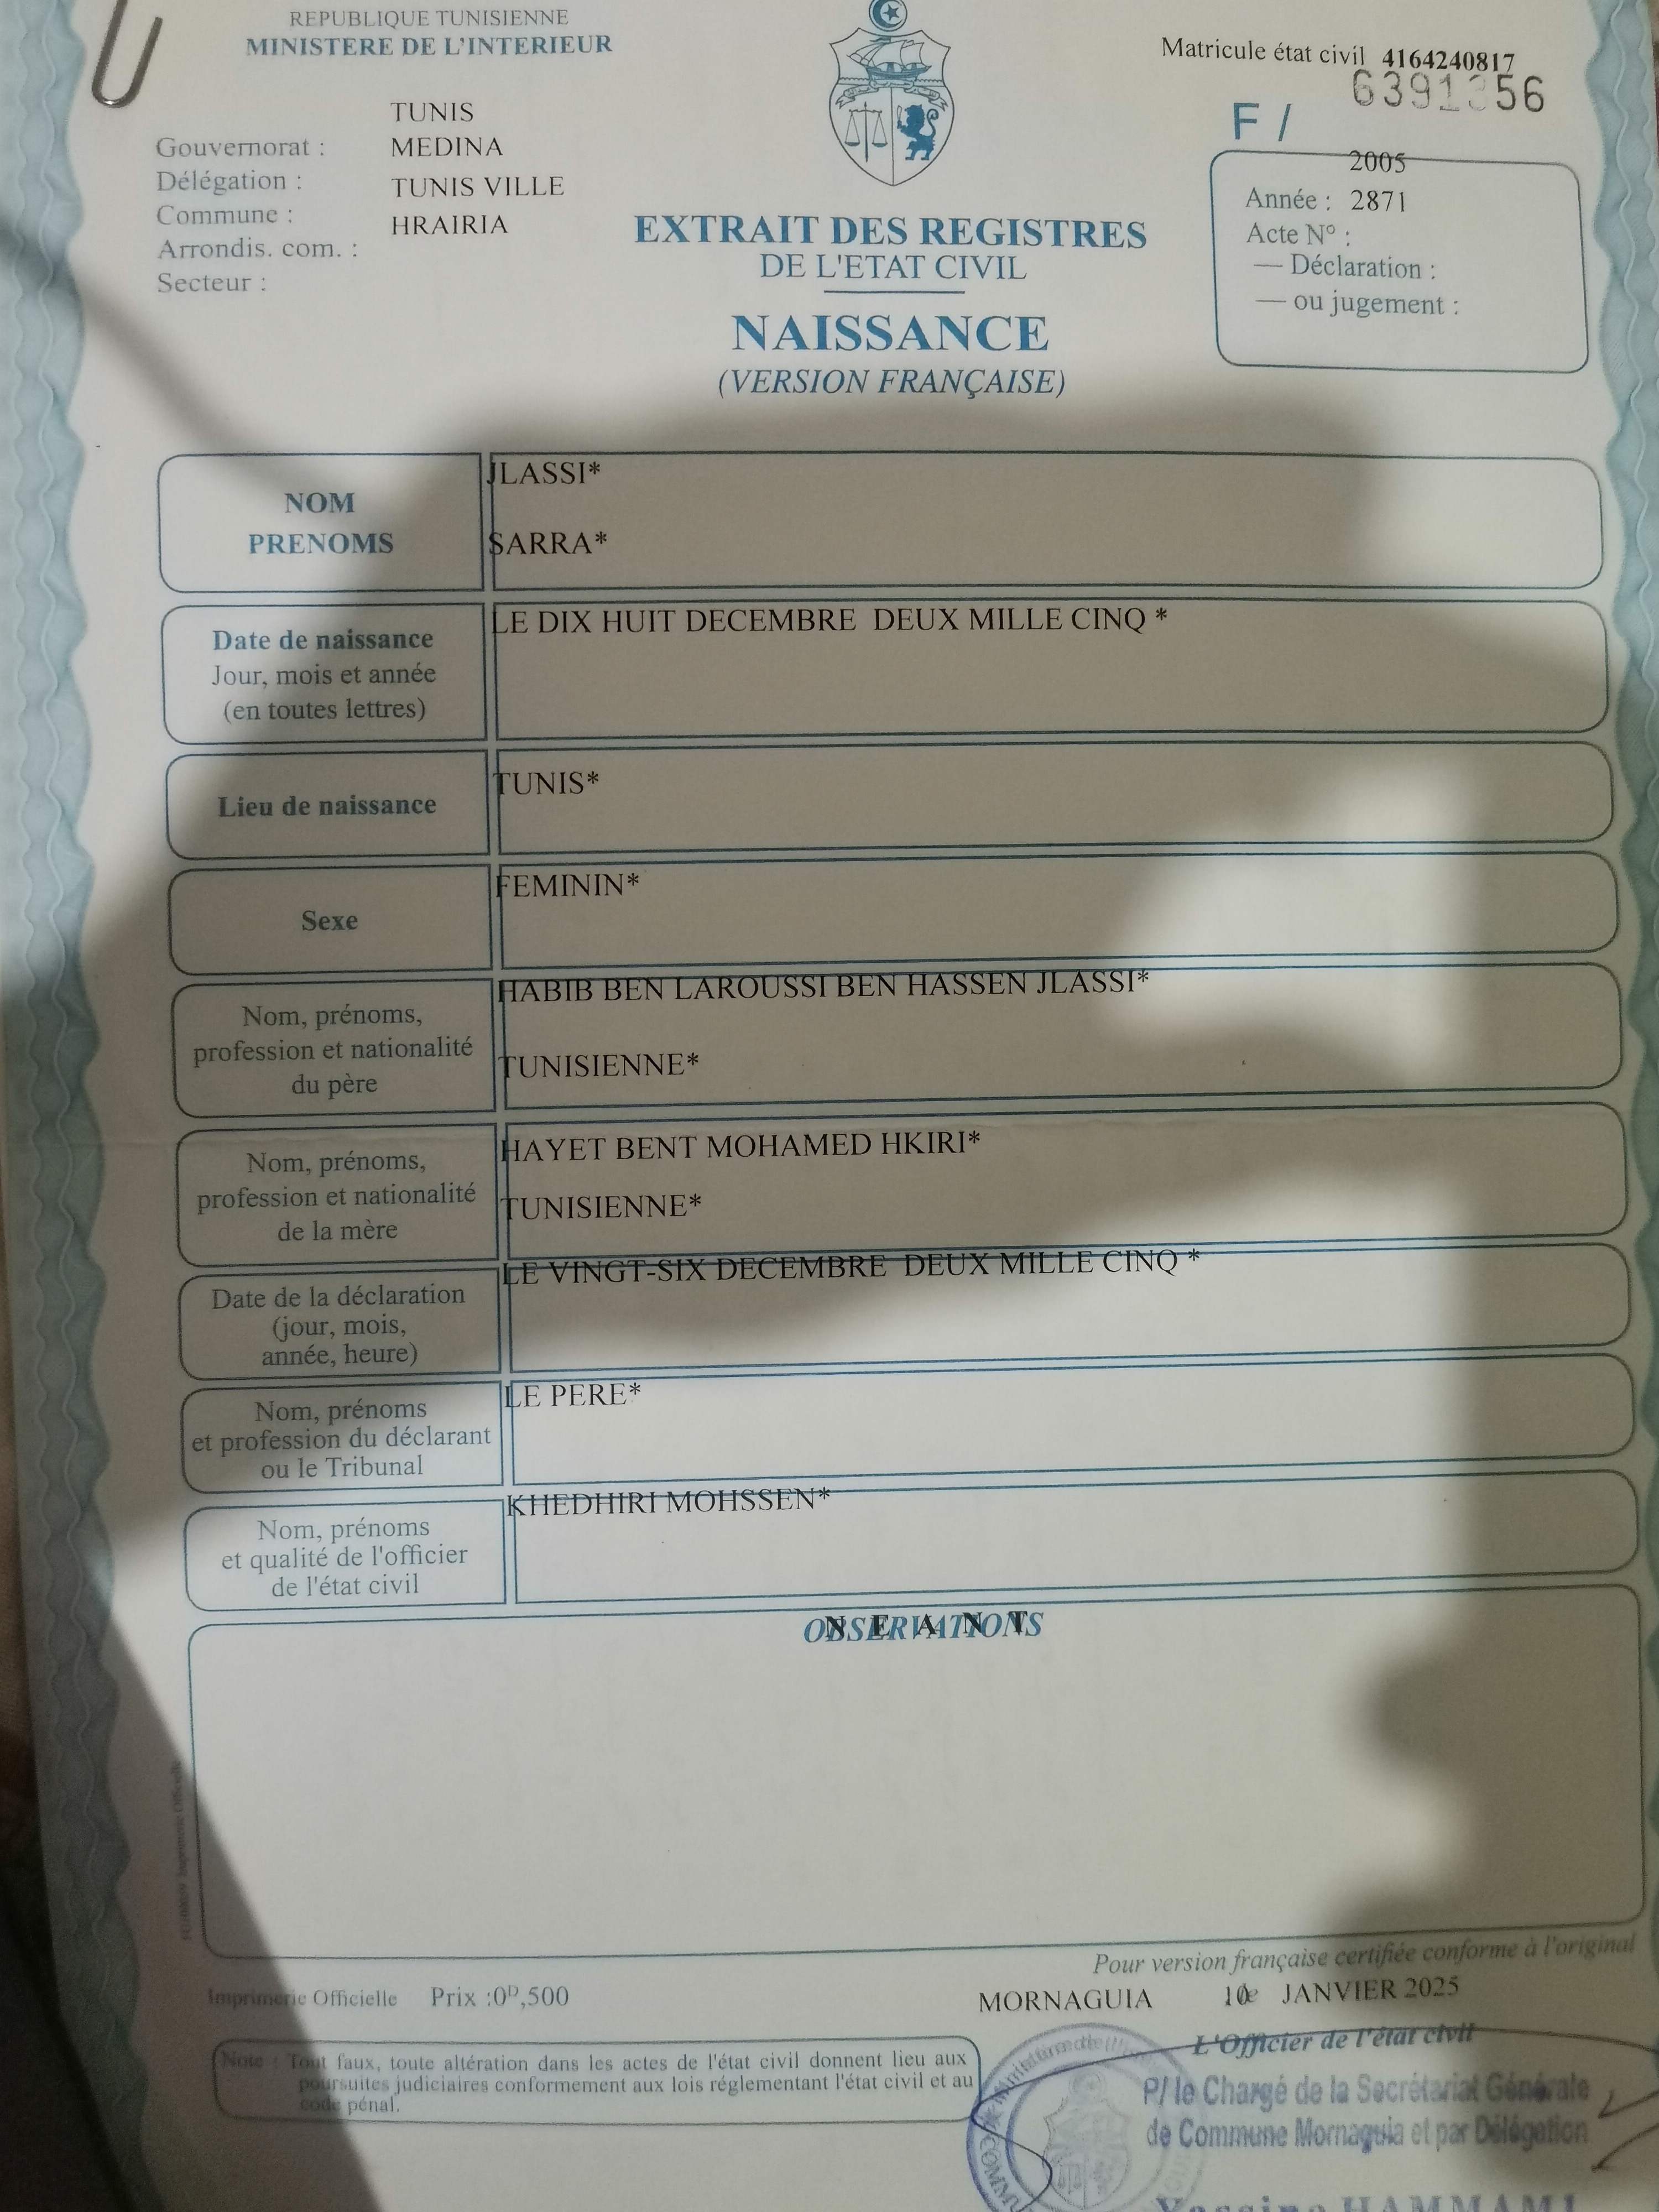 REPUBLIQUE TUNISIENNE
MINISTERE DE L'INTERIEUR
Matricule état civil 4164240817
F /
TUNIS
Gouvernorat : MEDINA
Délégation : TUNIS VILLE
Commune : HRAIRIA
Arrondis. com. :
Secteur :
2005
Année : 2871
Acte N° :
— Déclaration :
— ou jugement :
EXTRAIT DES REGISTRES
DE L'ETAT CIVIL
NAISSANCE
(VERSION FRANÇAISE)
NOM
PRENOMS
JLASSI*
SARRA*
Date de naissance
Jour, mois et année
(en toutes lettres)
LE DIX HUIT DECEMBRE DEUX MILLE CINQ *
Lieu de naissance
TUNIS*
Sexe
FEMININ*
Nom, prénoms,
profession et nationalité
du père
HABIB BEN LAROUSSI BEN HASSEN JLASSI*
TUNISIENNE*
Nom, prénoms,
profession et nationalité
de la mère
HAYET BENT MOHAMED HKIRI*
TUNISIENNE*
Date de la déclaration
(jour, mois,
année, heure)
LE VINGT-SIX DECEMBRE DEUX MILLE CINQ *
Nom, prénoms
et profession du déclarant
ou le Tribunal
LE PERE*
Nom, prénoms
et qualité de l'officier
de l'état civil
KHEDHIRI MOHSSEN*
OBSERVATIONS
N E A N T
Pour version française certifiée conforme à l'original
Imprimerie Officielle Prix :0ᴰ,500
MORNAGUIA 10 le JANVIER 2025
L'Officier de l'état civil
Note : Tout faux, toute altération dans les actes de l'état civil donnent lieu aux
poursuites judiciaires conformement aux lois réglementant l'état civil et au
code pénal.
P/ le Chargé de la Secrétariat Générale
de Commune Mornaguia et par Délégation
Yassine HAMMAMI